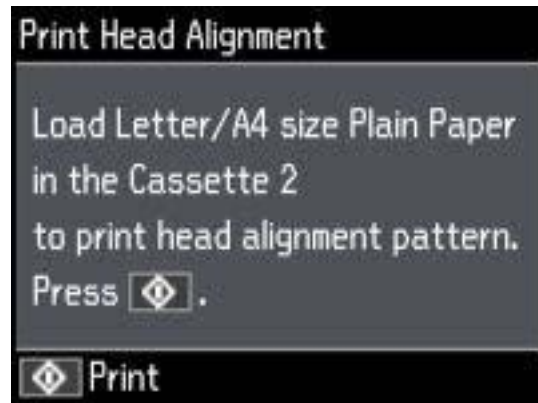 Print Head Alignment
Load Letter/A4 size Plain Paper
in the Cassette 2
to print head alignment pattern.
Press .
Print